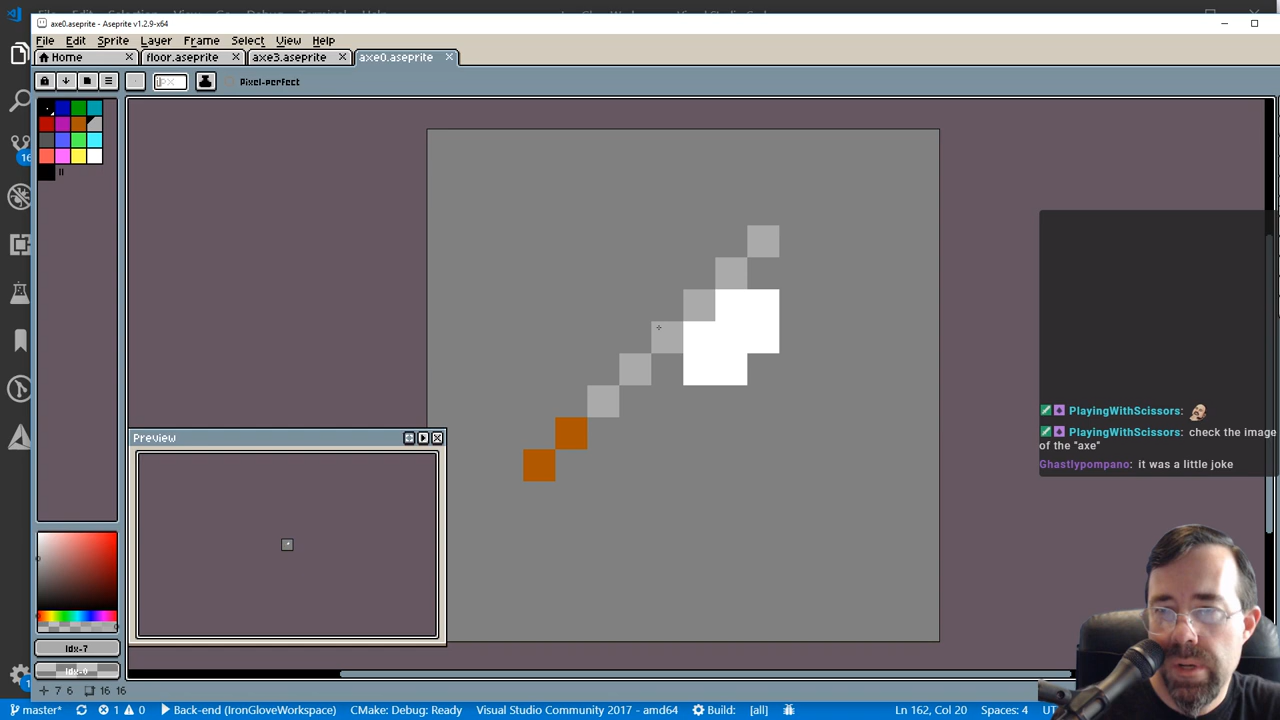 axe0.aseprite - Aseprite v1.2.9-x64
File Edit Sprite Layer Frame Select View Help
Home floor.aseprite axe3.aseprite axe0.aseprite
Pixel-perfect
16
Preview
PlayingWithScissors:
PlayingWithScissors: check the image
of the "axe"
Ghastlypompano: it was a little joke
Idx-7
Idx-0
7 6 16 16
master* 1 0 Back-end (IronGloveWorkspace) CMake: Debug: Ready Visual Studio Community 2017 - amd64 Build: [all] Ln 162, Col 20 Spaces: 4